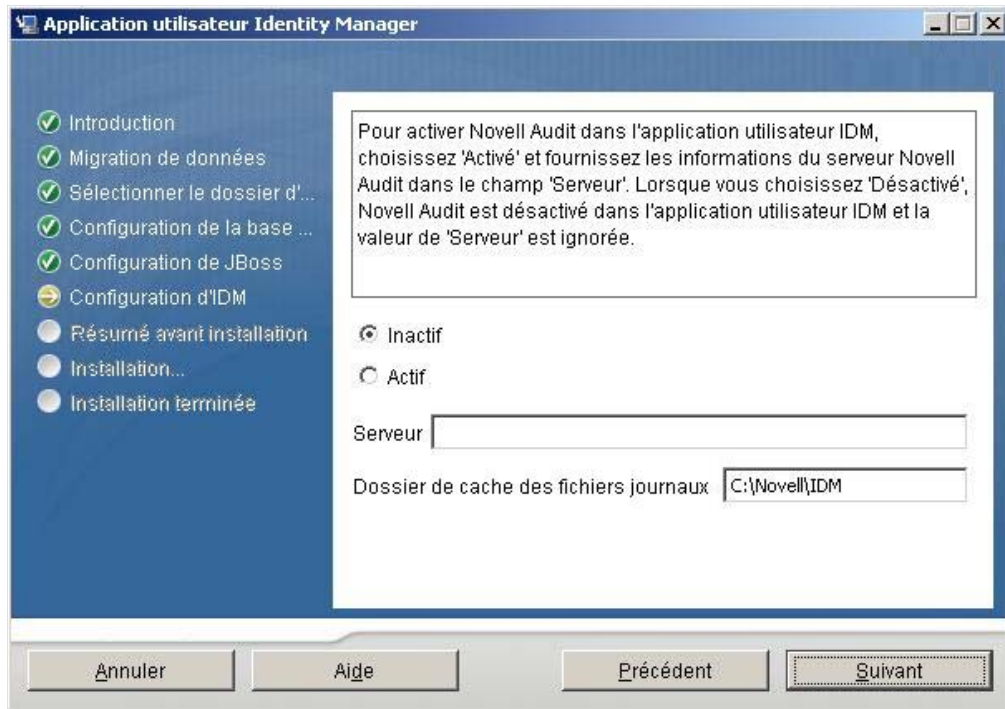 Application utilisateur Identity Manager
Introduction
Migration de données
Sélectionner le dossier d'...
Configuration de la base ...
Configuration de JBoss
Configuration d'IDM
Résumé avant installation
Installation...
Installation terminée
Pour activer Novell Audit dans l'application utilisateur IDM,
choisissez 'Activé' et fournissez les informations du serveur Novell
Audit dans le champ 'Serveur'. Lorsque vous choisissez 'Désactivé',
Novell Audit est désactivé dans l'application utilisateur IDM et la
valeur de 'Serveur' est ignorée.
Inactif
Actif
Serveur
Dossier de cache des fichiers journaux C:\Novell\IDM
Annuler Aide Précédent Suivant